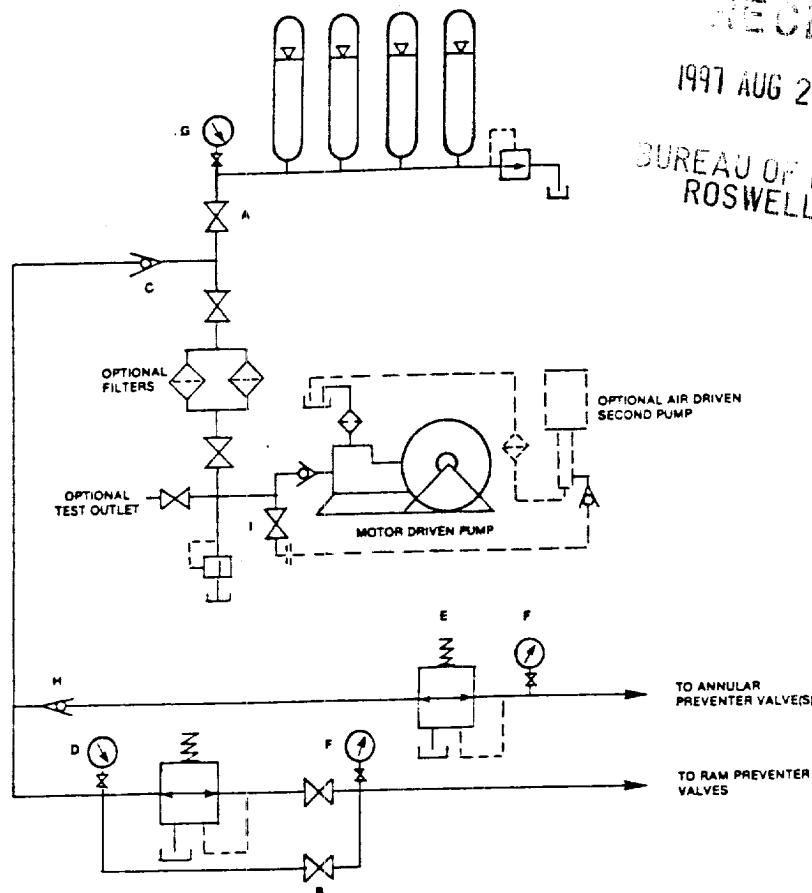 1997 AUG 2
BUREAU OF
ROSWELL
G
A
C
OPTIONAL
FILTERS
OPTIONAL AIR DRIVEN
SECOND PUMP
OPTIONAL
TEST OUTLET
I
MOTOR DRIVEN PUMP
E
F
H
TO ANNULAR
PREVENTER VALVE(S)
D
F
TO RAM PREVENTER
VALVES
B